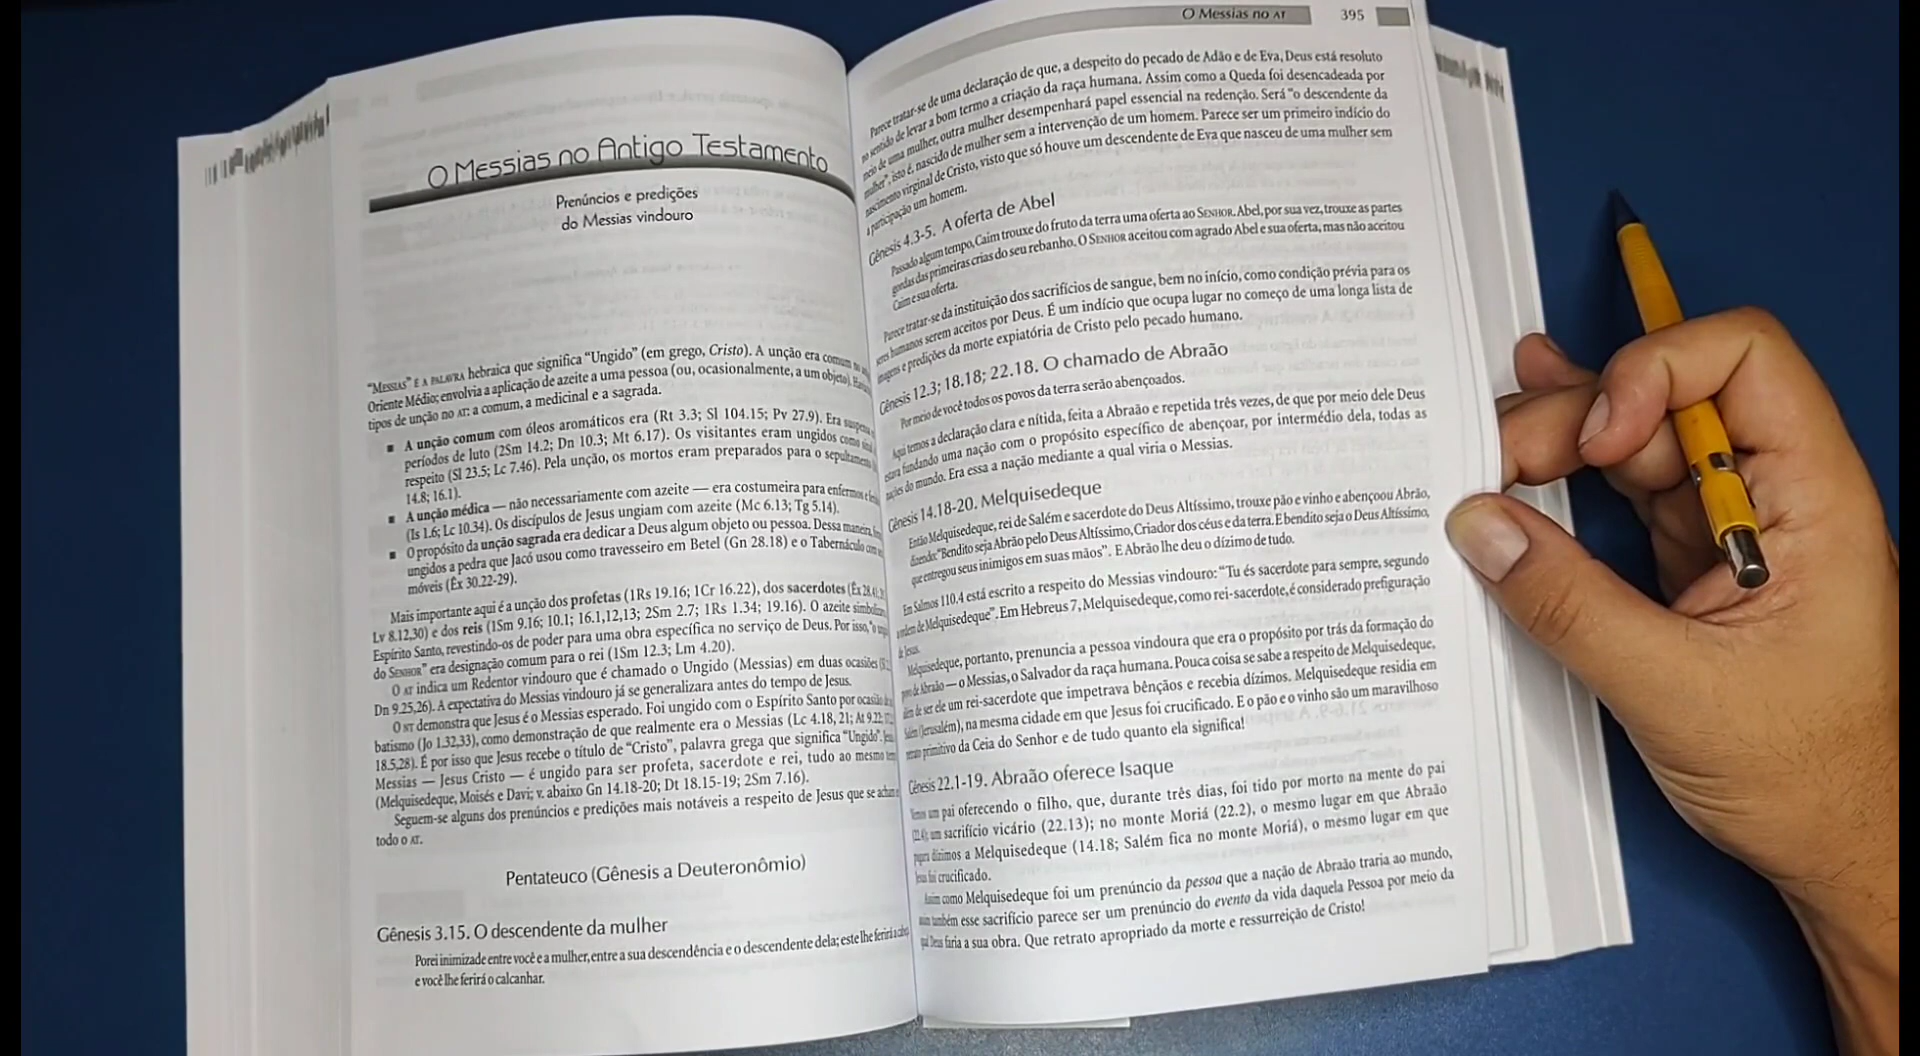 O Messias no Antigo Testamento
Prenúncios e predições
do Messias vindouro
"MESSIAS" É A PALAVRA hebraica que significa "Ungido" (em grego, Cristo). A unção era comum no
Oriente Médio; envolvia a aplicação de azeite a uma pessoa (ou, ocasionalmente, a um objeto).
tipos de unção no AT: a comum, a medicinal e a sagrada.
■ A unção comum com óleos aromáticos era (Rt 3.3; Sl 104.15; Pv 27.9). Era suspensa
períodos de luto (2Sm 14.2; Dn 10.3; Mt 6.17). Os visitantes eram ungidos como
respeito (Sl 23.5; Lc 7.46). Pela unção, os mortos eram preparados para o sepultamento
14.8; 16.1).
■ A unção médica — não necessariamente com azeite — era costumeira para enfermos e
(Is 1.6; Lc 10.34). Os discípulos de Jesus ungiam com azeite (Mc 6.13; Tg 5.14).
■ O propósito da unção sagrada era dedicar a Deus algum objeto ou pessoa. Dessa maneira,
ungidos a pedra que Jacó usou como travesseiro em Betel (Gn 28.18) e o Tabernáculo com
móveis (Êx 30.22-29).
Mais importante aqui é a unção dos profetas (1Rs 19.16; 1Cr 16.22), dos sacerdotes
Lv 8.12,30) e dos reis (1Sm 9.16; 10.1; 16.1,12,13; 2Sm 2.7; 1Rs 1.34; 19.16). O azeite
Espírito Santo, revestindo-os de poder para uma obra específica no serviço de Deus. Por isso,
do SENHOR" era designação comum para o rei (1Sm 12.3; Lm 4.20).
O AT indica um Redentor vindouro que é chamado o Ungido (Messias) em duas ocasiões
Dn 9.25,26). A expectativa do Messias vindouro já se generalizara antes do tempo de Jesus.
O NT demonstra que Jesus é o Messias esperado. Foi ungido com o Espírito Santo por ocasião
batismo (Jo 1.32,33), como demonstração de que realmente era o Messias (Lc 4.18, 21; At 9.22;
18.5,28). É por isso que Jesus recebe o título de "Cristo", palavra grega que significa "Ungido".
Messias — Jesus Cristo — é ungido para ser profeta, sacerdote e rei, tudo ao mesmo
(Melquisedeque, Moisés e Davi; v. abaixo Gn 14.18-20; Dt 18.15-19; 2Sm 7.16).
Seguem-se alguns dos prenúncios e predições mais notáveis a respeito de Jesus que se acham
todo o AT.
Pentateuco (Gênesis a Deuteronômio)
Gênesis 3.15. O descendente da mulher
Porei inimizade entre você e a mulher, entre a sua descendência e o descendente dela; este lhe ferirá a
e você lhe ferirá o calcanhar.
O Messias no AT 395
Parece tratar-se de uma declaração de que, a despeito do pecado de Adão e de Eva, Deus está resoluto
no sentido de levar a bom termo a criação da raça humana. Assim como a Queda foi desencadeada por
meio de uma mulher, outra mulher desempenhará papel essencial na redenção. Será "o descendente da
mulher", isto é, nascido de mulher sem a intervenção de um homem. Parece ser um primeiro indício do
nascimento virginal de Cristo, visto que só houve um descendente de Eva que nasceu de uma mulher sem
a participação um homem.
Gênesis 4.3-5. A oferta de Abel
Passado algum tempo, Caim trouxe do fruto da terra uma oferta ao SENHOR. Abel, por sua vez, trouxe as partes
gordas das primeiras crias do seu rebanho. O SENHOR aceitou com agrado Abel e sua oferta, mas não aceitou
Caim e sua oferta.
Parece tratar-se da instituição dos sacrifícios de sangue, bem no início, como condição prévia para os
seres humanos serem aceitos por Deus. É um indício que ocupa lugar no começo de uma longa lista de
imagens e predições da morte expiatória de Cristo pelo pecado humano.
Gênesis 12.3; 18.18; 22.18. O chamado de Abraão
Por meio de você todos os povos da terra serão abençoados.
Aqui temos a declaração clara e nítida, feita a Abraão e repetida três vezes, de que por meio dele Deus
estava fundando uma nação com o propósito específico de abençoar, por intermédio dela, todas as
nações do mundo. Era essa a nação mediante a qual viria o Messias.
Gênesis 14.18-20. Melquisedeque
Então Melquisedeque, rei de Salém e sacerdote do Deus Altíssimo, trouxe pão e vinho e abençoou Abrão,
dizendo: "Bendito seja Abrão pelo Deus Altíssimo, Criador dos céus e da terra. E bendito seja o Deus Altíssimo,
que entregou seus inimigos em suas mãos". E Abrão lhe deu o dízimo de tudo.
Em Salmos 110.4 está escrito a respeito do Messias vindouro: "Tu és sacerdote para sempre, segundo
a ordem de Melquisedeque". Em Hebreus 7, Melquisedeque, como rei-sacerdote, é considerado prefiguração
de Jesus.
Melquisedeque, portanto, prenuncia a pessoa vindoura que era o propósito por trás da formação do
povo de Abraão — o Messias, o Salvador da raça humana. Pouca coisa se sabe a respeito de Melquisedeque,
além de ser ele um rei-sacerdote que impetrava bênçãos e recebia dízimos. Melquisedeque residia em
Salém (Jerusalém), na mesma cidade em que Jesus foi crucificado. E o pão e o vinho são um maravilhoso
retrato primitivo da Ceia do Senhor e de tudo quanto ela significa!
Gênesis 22.1-19. Abraão oferece Isaque
Vemos um pai oferecendo o filho, que, durante três dias, foi tido por morto na mente do pai
(22.4); um sacrifício vicário (22.13); no monte Moriá (22.2), o mesmo lugar em que Abraão
pagara dízimos a Melquisedeque (14.18; Salém fica no monte Moriá), o mesmo lugar em que
Jesus foi crucificado.
Assim como Melquisedeque foi um prenúncio da pessoa que a nação de Abraão traria ao mundo,
assim também esse sacrifício parece ser um prenúncio do evento da vida daquela Pessoa por meio da
qual Deus faria a sua obra. Que retrato apropriado da morte e ressurreição de Cristo!